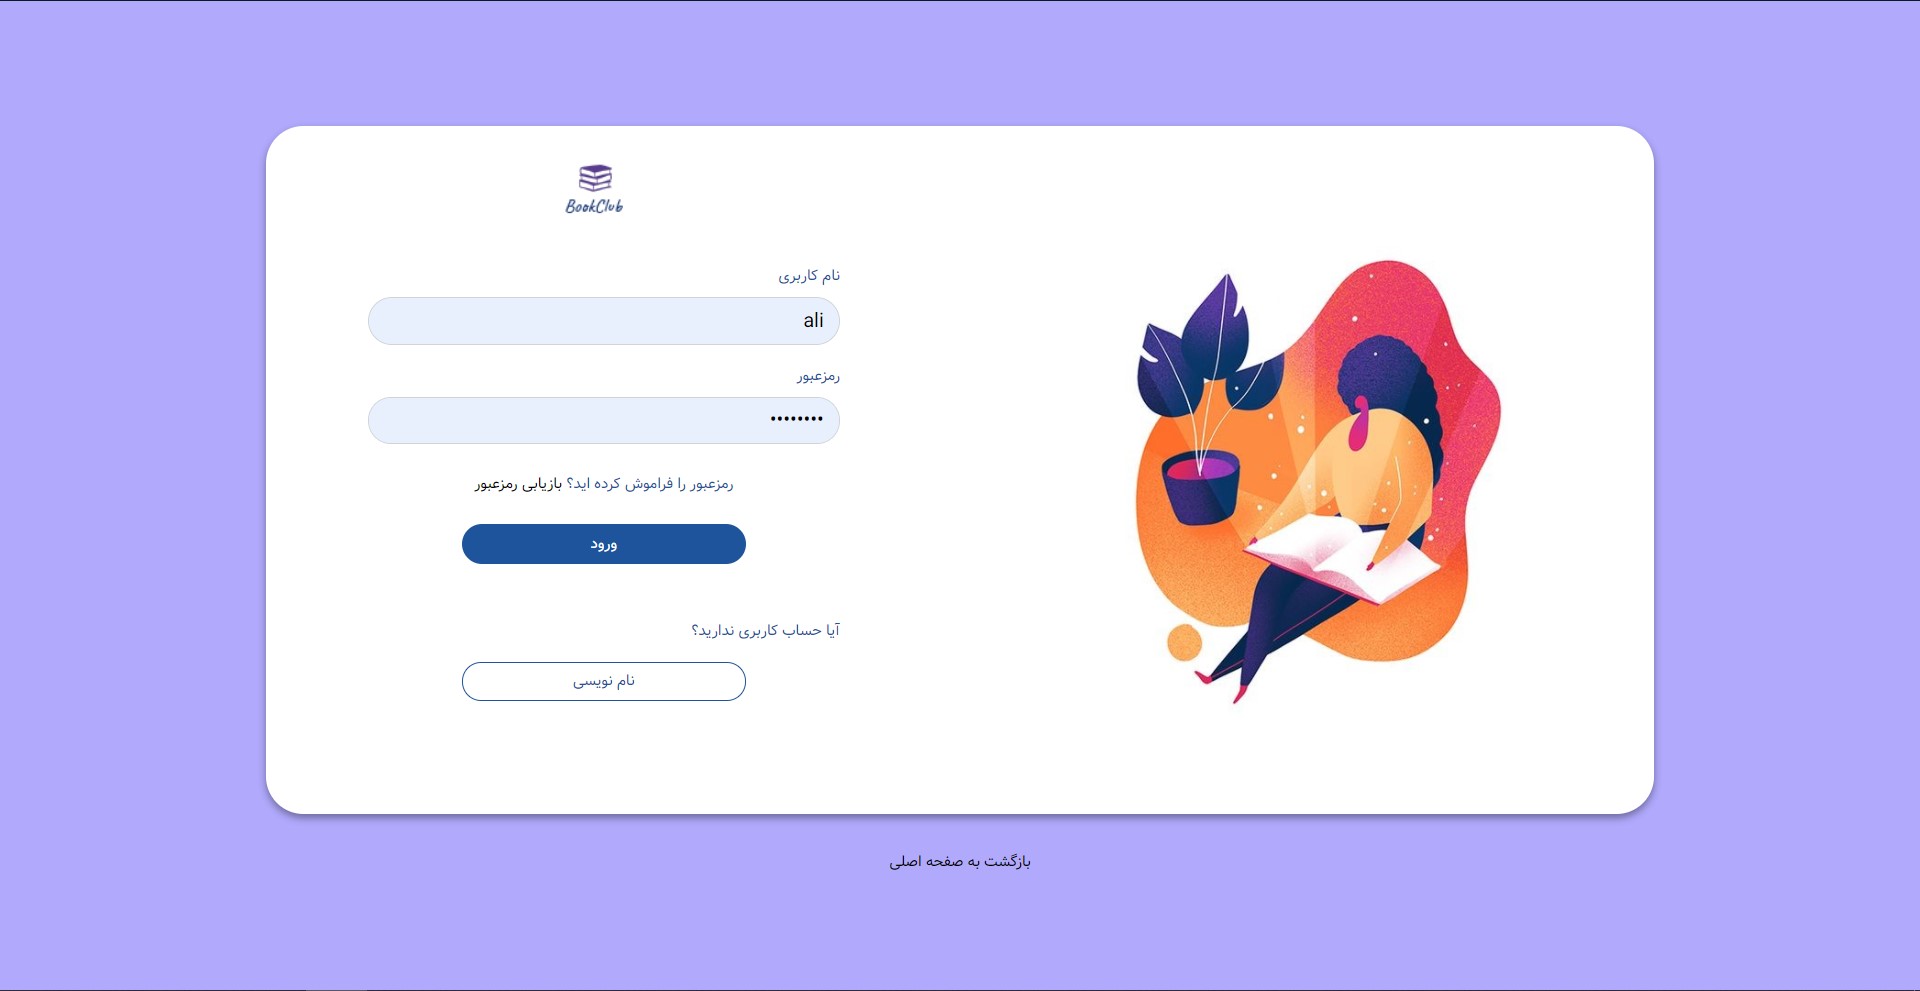 BookClub
نام کاربری
ali
رمزعبور
••••••••
رمزعبور را فراموش کرده اید؟ بازیابی رمزعبور
ورود
آیا حساب کاربری ندارید؟
نام نویسی
بازگشت به صفحه اصلی